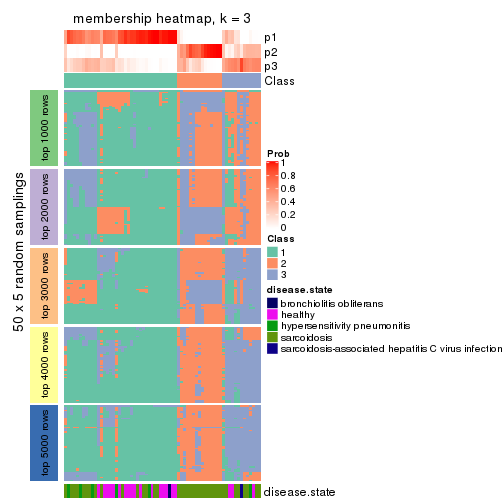 membership heatmap, k = 3
p1
p2
p3
Class
50 x 5 random samplings
top 1000 rows
top 2000 rows
top 3000 rows
top 4000 rows
top 5000 rows
disease.state
Prob
1
0.8
0.6
0.4
0.2
0
Class
1
2
3
disease.state
bronchiolitis obliterans
healthy
hypersensitivity pneumonitis
sarcoidosis
sarcoidosis-associated hepatitis C virus infection